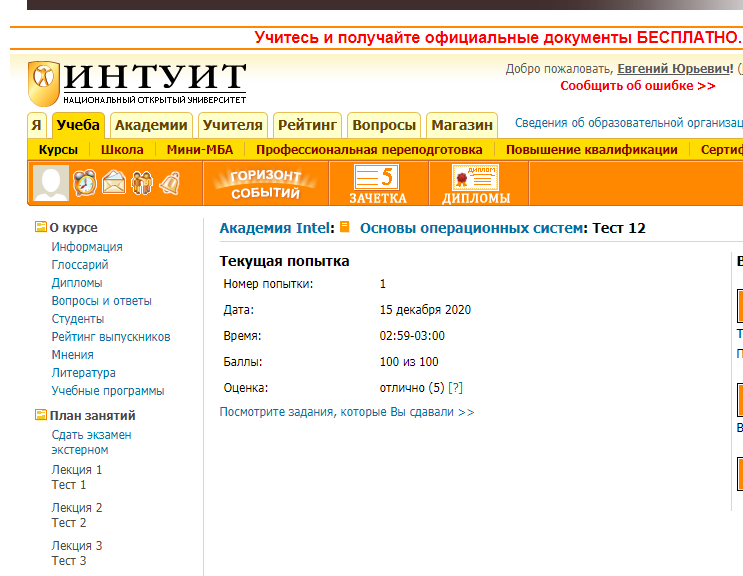 Учитесь и получайте официальные документы БЕСПЛАТНО.
ИНТУИТ
НАЦИОНАЛЬНЫЙ ОТКРЫТЫЙ УНИВЕРСИТЕТ
Добро пожаловать, Евгений Юрьевич! (
Сообщить об ошибке >>
Я Учеба Академии Учителя Рейтинг Вопросы Магазин Сведения об образовательной организац
Курсы Школа Мини-МБА Профессиональная переподготовка Повышение квалификации Сертиф
ГОРИЗОНТ СОБЫТИЙ
5 ЗАЧЕТКА
ДИПЛОМ ДИПЛОМЫ
О курсе
Информация
Глоссарий
Дипломы
Вопросы и ответы
Студенты
Рейтинг выпускников
Мнения
Литература
Учебные программы
План занятий
Сдать экзамен
экстерном
Лекция 1
Тест 1
Лекция 2
Тест 2
Лекция 3
Тест 3
Академия Intel: Основы операционных систем: Тест 12
Текущая попытка
Номер попытки: 1
Дата: 15 декабря 2020
Время: 02:59-03:00
Баллы: 100 из 100
Оценка: отлично (5) [?]
Посмотрите задания, которые Вы сдавали >>